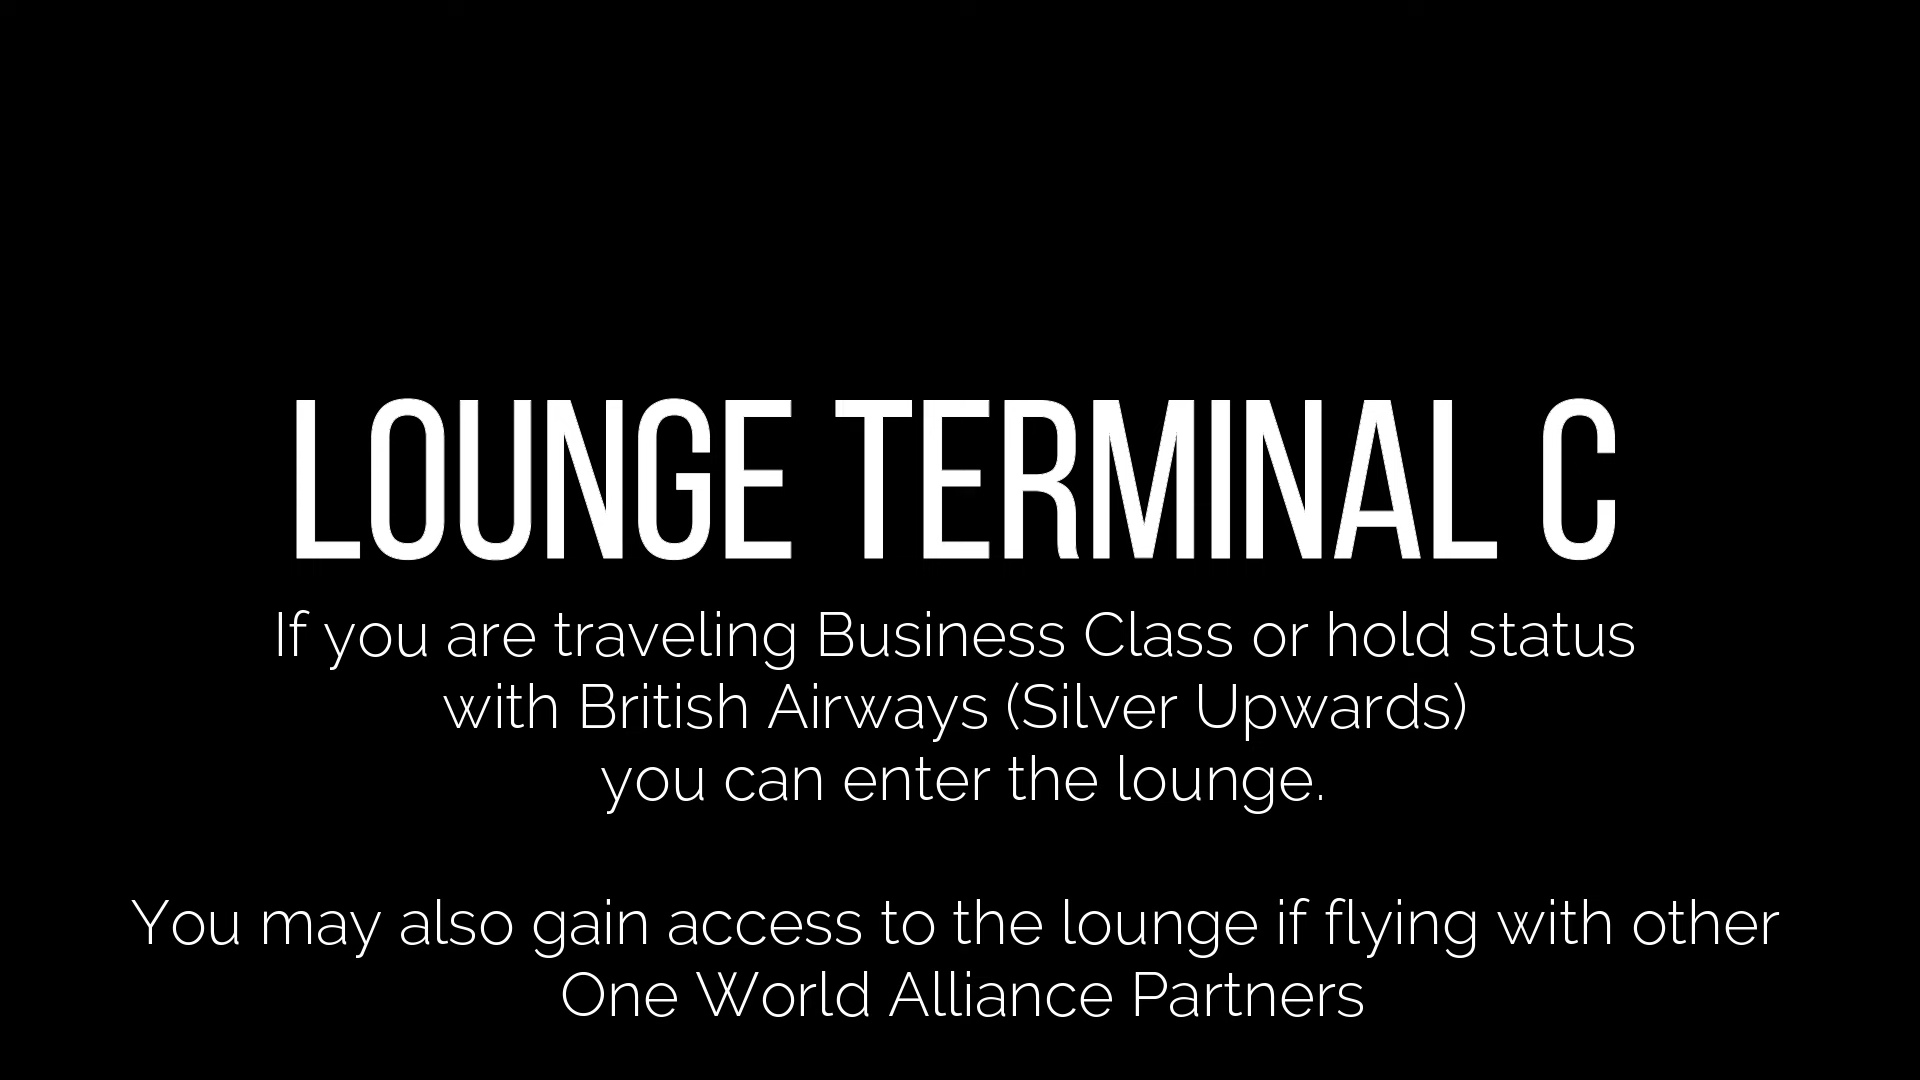 LOUNGE TERMINAL C
If you are traveling Business Class or hold status
with British Airways (Silver Upwards)
you can enter the lounge.
You may also gain access to the lounge if flying with other
One World Alliance Partners